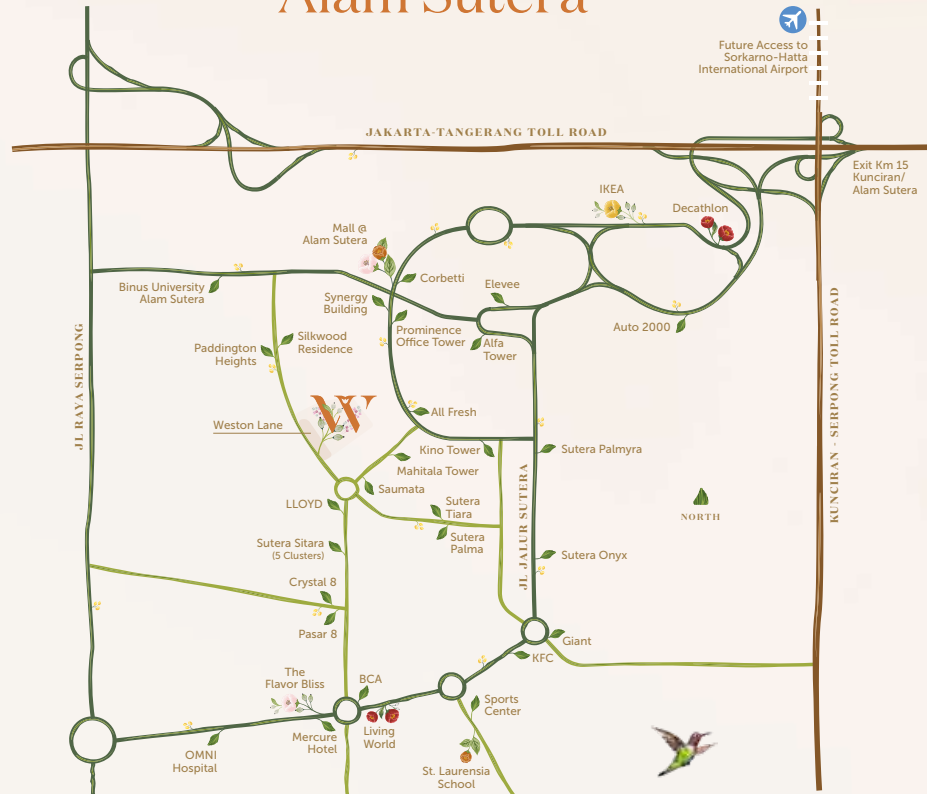 Alam Sutera
Future Access to
Sorkarno-Hatta
International Airport
JAKARTA-TANGERANG TOLL ROAD
Exit Km 15
Kunciran/
Alam Sutera
IKEA
Decathlon
Mall @
Alam Sutera
Corbetti
Binus University
Alam Sutera
Synergy
Building
Elevee
Prominence
Office Tower
Alfa
Tower
Auto 2000
JL RAYA SERPONG
Paddington
Heights
Silkwood
Residence
KUNCIRAN - SERPONG TOLL ROAD
W
Weston Lane
All Fresh
Kino Tower
Sutera Palmyra
Mahitala Tower
Saumata
LLOYD
Sutera
Tiara
Sutera
Palma
JL JALUR SUTERA
NORTH
Sutera Sitara
(5 Clusters)
Sutera Onyx
Crystal 8
Pasar 8
Giant
KFC
The
Flavor Bliss
BCA
Sports
Center
Mercure
Hotel
Living
World
OMNI
Hospital
St. Laurensia
School